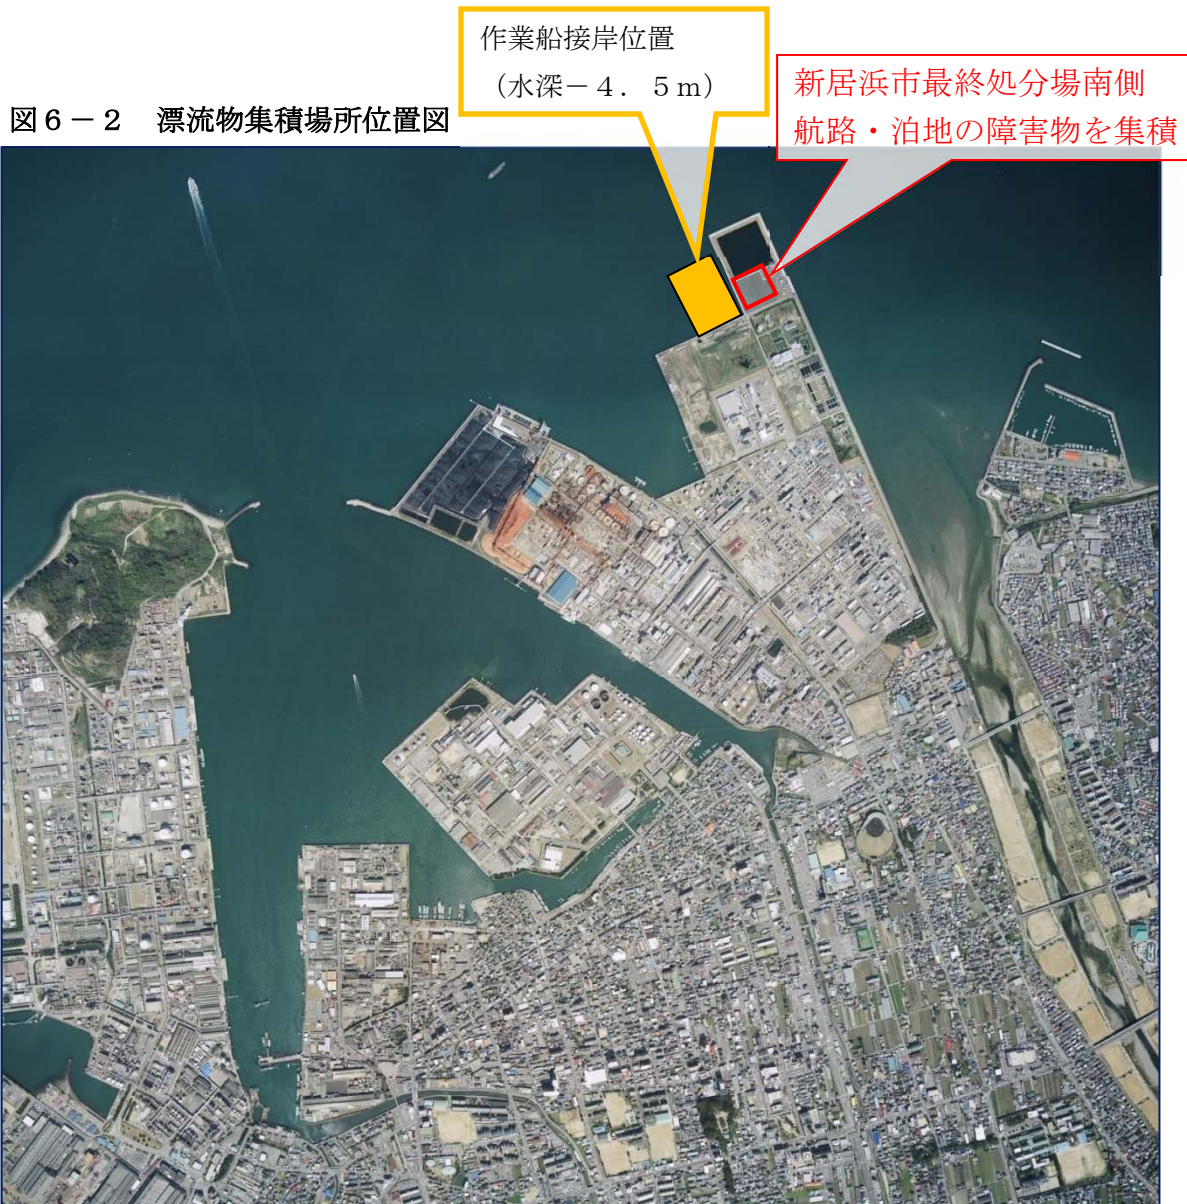 作業船接岸位置
（水深－４．５ｍ）
新居浜市最終処分場南側
航路・泊地の障害物を集積
図６－２　漂流物集積場所位置図